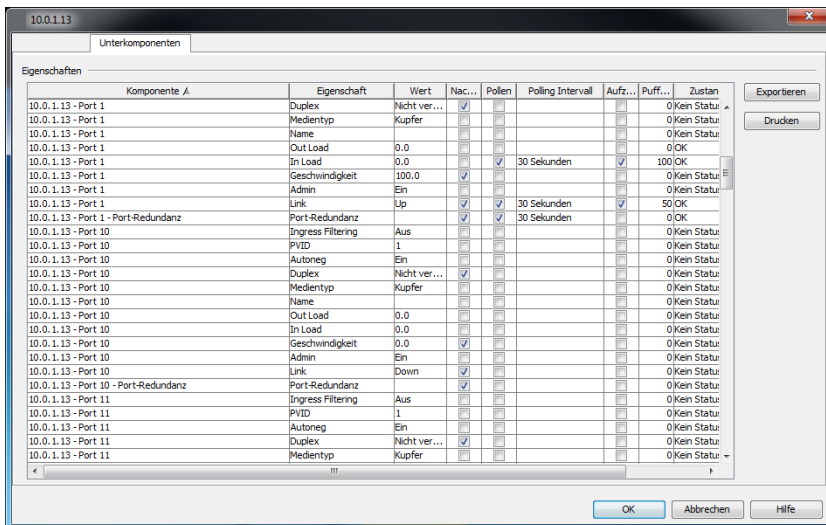 10.0.1.13
Unterkomponenten
Eigenschaften
Komponente Eigenschaft Wert Nac... Pollen Polling Intervall Aufz... Puff... Zustan
10.0.1.13 - Port 1 Duplex Nicht ver... 0 Kein Status
10.0.1.13 - Port 1 Medientyp Kupfer 0 Kein Status
10.0.1.13 - Port 1 Name 0 Kein Status
10.0.1.13 - Port 1 Out Load 0.0 0 OK
10.0.1.13 - Port 1 In Load 0.0 30 Sekunden 100 OK
10.0.1.13 - Port 1 Geschwindigkeit 100.0 0 Kein Status
10.0.1.13 - Port 1 Admin Ein 0 Kein Status
10.0.1.13 - Port 1 Link Up 30 Sekunden 50 OK
10.0.1.13 - Port 1 - Port-Redundanz Port-Redundanz 30 Sekunden 0 OK
10.0.1.13 - Port 10 Ingress Filtering Aus 0 Kein Status
10.0.1.13 - Port 10 PVID 1 0 Kein Status
10.0.1.13 - Port 10 Autoneg Ein 0 Kein Status
10.0.1.13 - Port 10 Duplex Nicht ver... 0 Kein Status
10.0.1.13 - Port 10 Medientyp Kupfer 0 Kein Status
10.0.1.13 - Port 10 Name 0 Kein Status
10.0.1.13 - Port 10 Out Load 0.0 0 Kein Status
10.0.1.13 - Port 10 In Load 0.0 0 Kein Status
10.0.1.13 - Port 10 Geschwindigkeit 0.0 0 Kein Status
10.0.1.13 - Port 10 Admin Ein 0 Kein Status
10.0.1.13 - Port 10 Link Down 0 Kein Status
10.0.1.13 - Port 10 - Port-Redundanz Port-Redundanz 0 Kein Status
10.0.1.13 - Port 11 Ingress Filtering Aus 0 Kein Status
10.0.1.13 - Port 11 PVID 1 0 Kein Status
10.0.1.13 - Port 11 Autoneg Ein 0 Kein Status
10.0.1.13 - Port 11 Duplex Nicht ver... 0 Kein Status
10.0.1.13 - Port 11 Medientyp Kupfer 0 Kein Status
Exportieren
Drucken
OK Abbrechen Hilfe